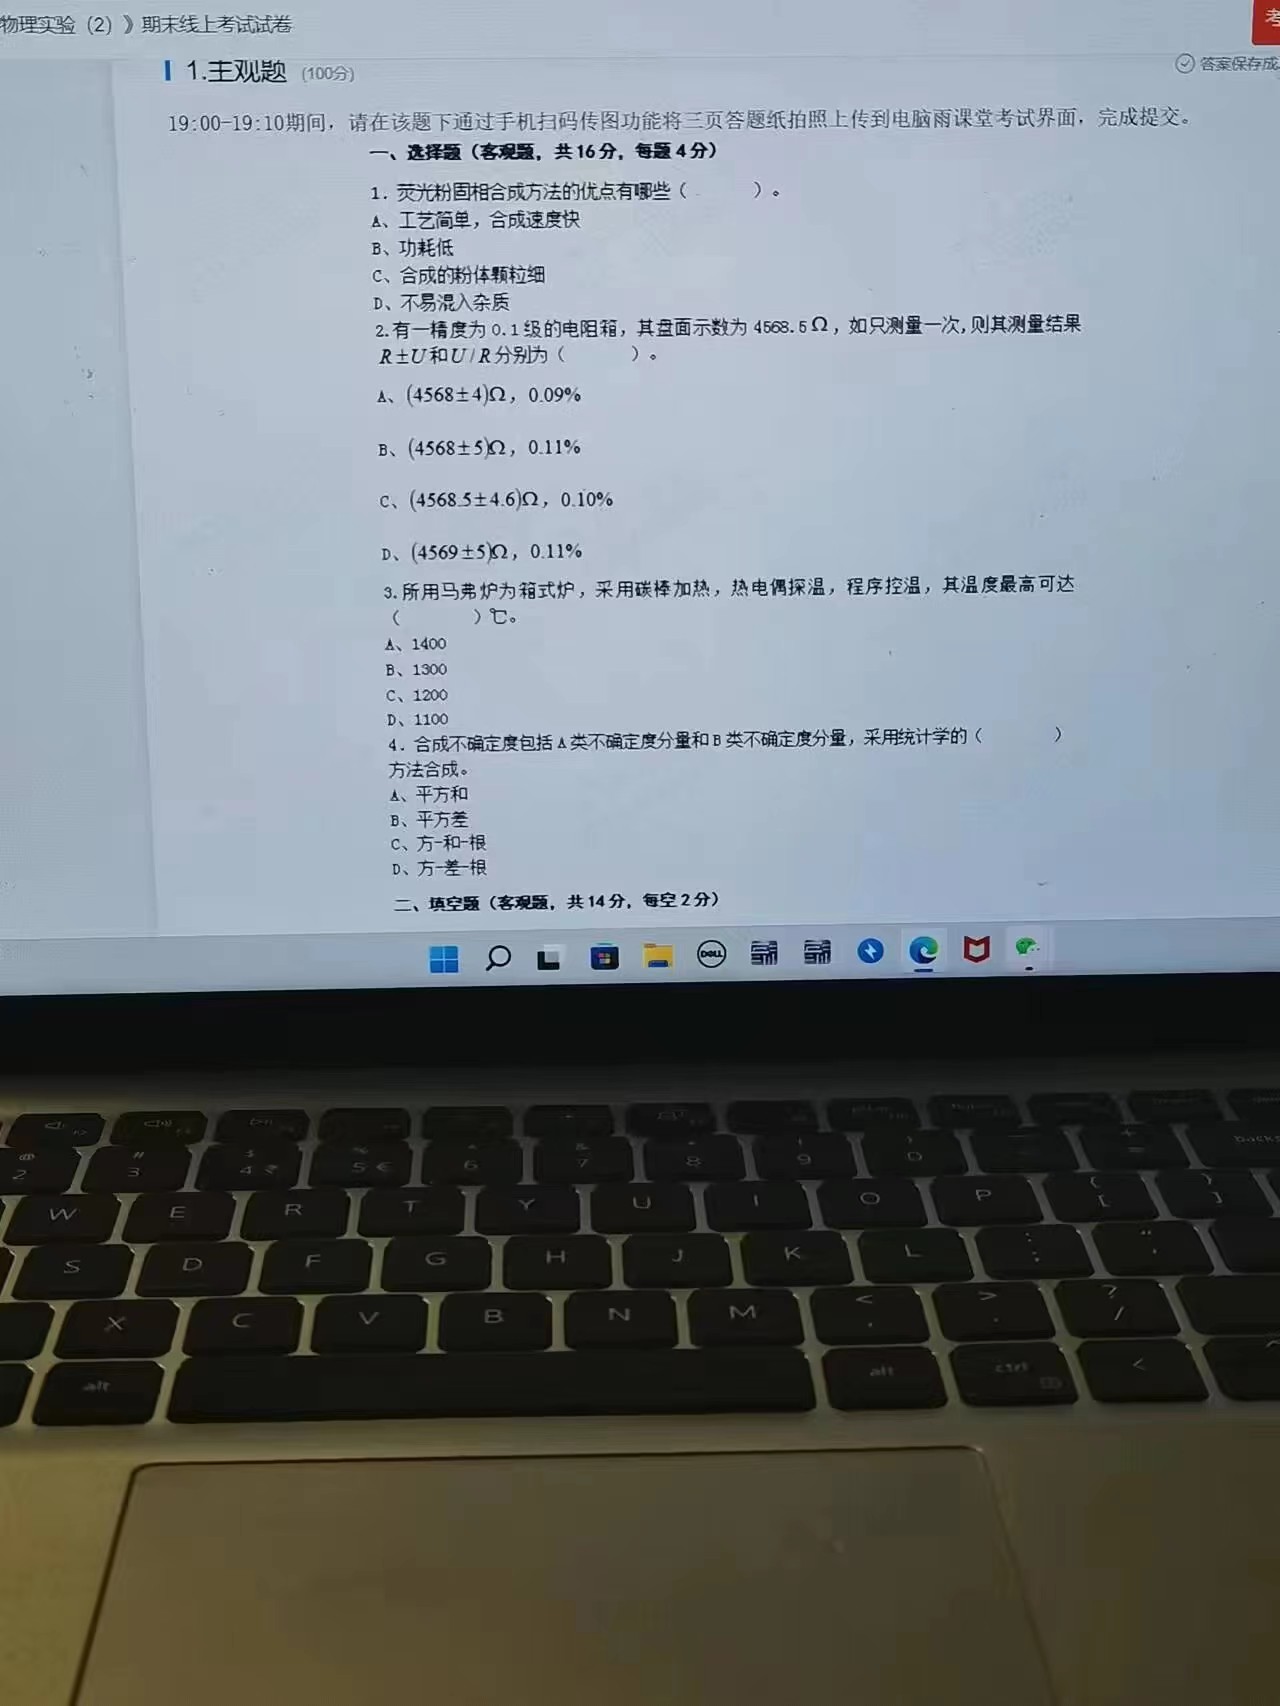 物理实验（2）》期末线上考试试卷
考
答案保存成
1.主观题（100分）
19:00-19:10期间，请在该题下通过手机扫码传图功能将三页答题纸拍照上传到电脑雨课堂考试界面，完成提交。
一、选择题（客观题，共16分，每题4分）
1. 荧光粉固相合成方法的优点有哪些（ ）。
A、工艺简单，合成速度快
B、功耗低
C、合成的粉体颗粒细
D、不易混入杂质
2.有一精度为0.1级的电阻箱，其盘面示数为4568.5Ω，如只测量一次,则其测量结果
R±U和U/R分别为（ ）。
A、(4568±4)Ω，0.09%
B、(4568±5)Ω，0.11%
C、(4568.5±4.6)Ω，0.10%
D、(4569±5)Ω，0.11%
3.所用马弗炉为箱式炉，采用碳棒加热，热电偶探温，程序控温，其温度最高可达
（ ）℃。
A、1400
B、1300
C、1200
D、1100
4. 合成不确定度包括A类不确定度分量和B类不确定度分量，采用统计学的（ ）
方法合成。
A、平方和
B、平方差
C、方-和-根
D、方-差-根
二、填空题（客观题，共14分，每空2分）
DELL
@ 2 # 3 $ 4 ₹ % 5 € ^ 6 & 7 * 8 ( 9 ) 0 - + = backs
W E R T Y U I O P { [ } ]
S D F G H J K L : ; " '
X C V B N M < , > . ? /
alt alt ctrl <